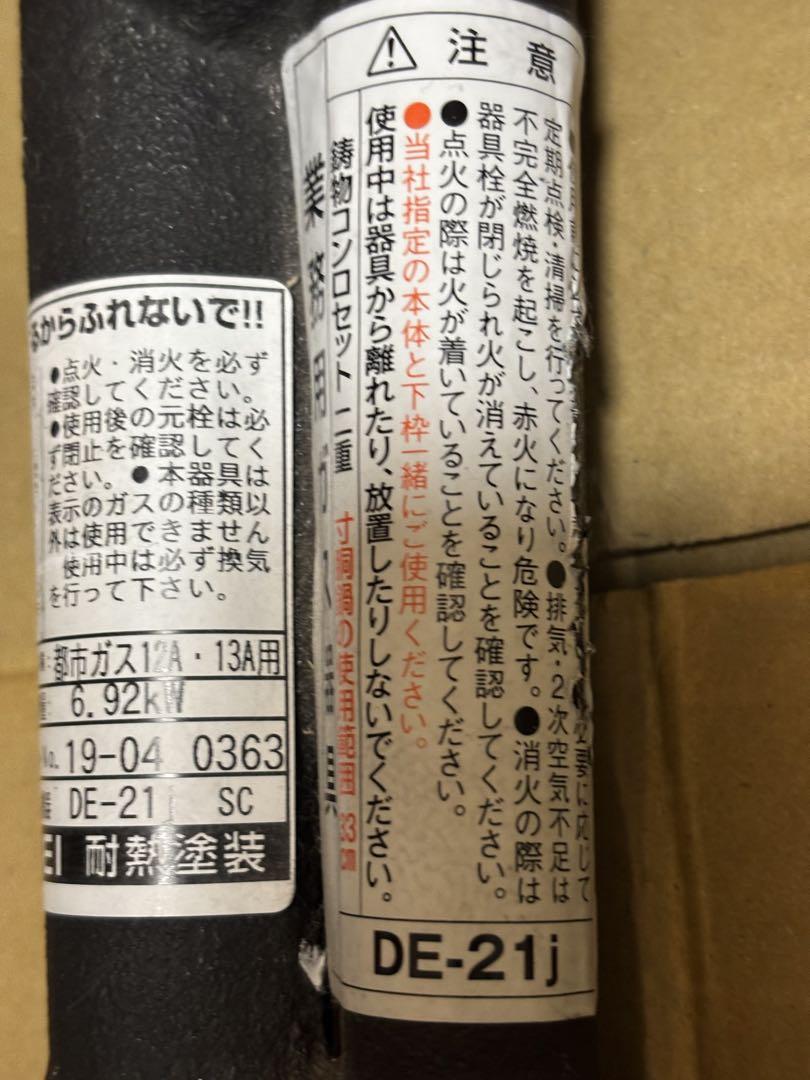 からふれないで!!
●点火・消火を必ず
確認してください。
●使用後の元栓は必
ず閉止を確認してく
ださい。●本器具は
表示のガスの種類以
外は使用できません
使用中は必ず換気
を行って下さい。
都市ガス12A・13A用
6.92kW
No. 19-04 0363
DE-21j SC
EI 耐熱塗装
注意
必要に応じて
定期点検・清掃を行ってください。●排気・2次空気不足は
不完全燃焼を起こし、赤火になり危険です。●消火の際は
器具栓が閉じられ火が消えていることを確認してください。
●点火の際は火が着いていることを確認してください。
●当社指定の本体と下枠一緒にご使用ください。
使用中は器具から離れたり、放置したりしないでください。
鋳物コンロセット 二重 寸胴鍋の使用範囲 33cm
業務用ガス
DE-21j